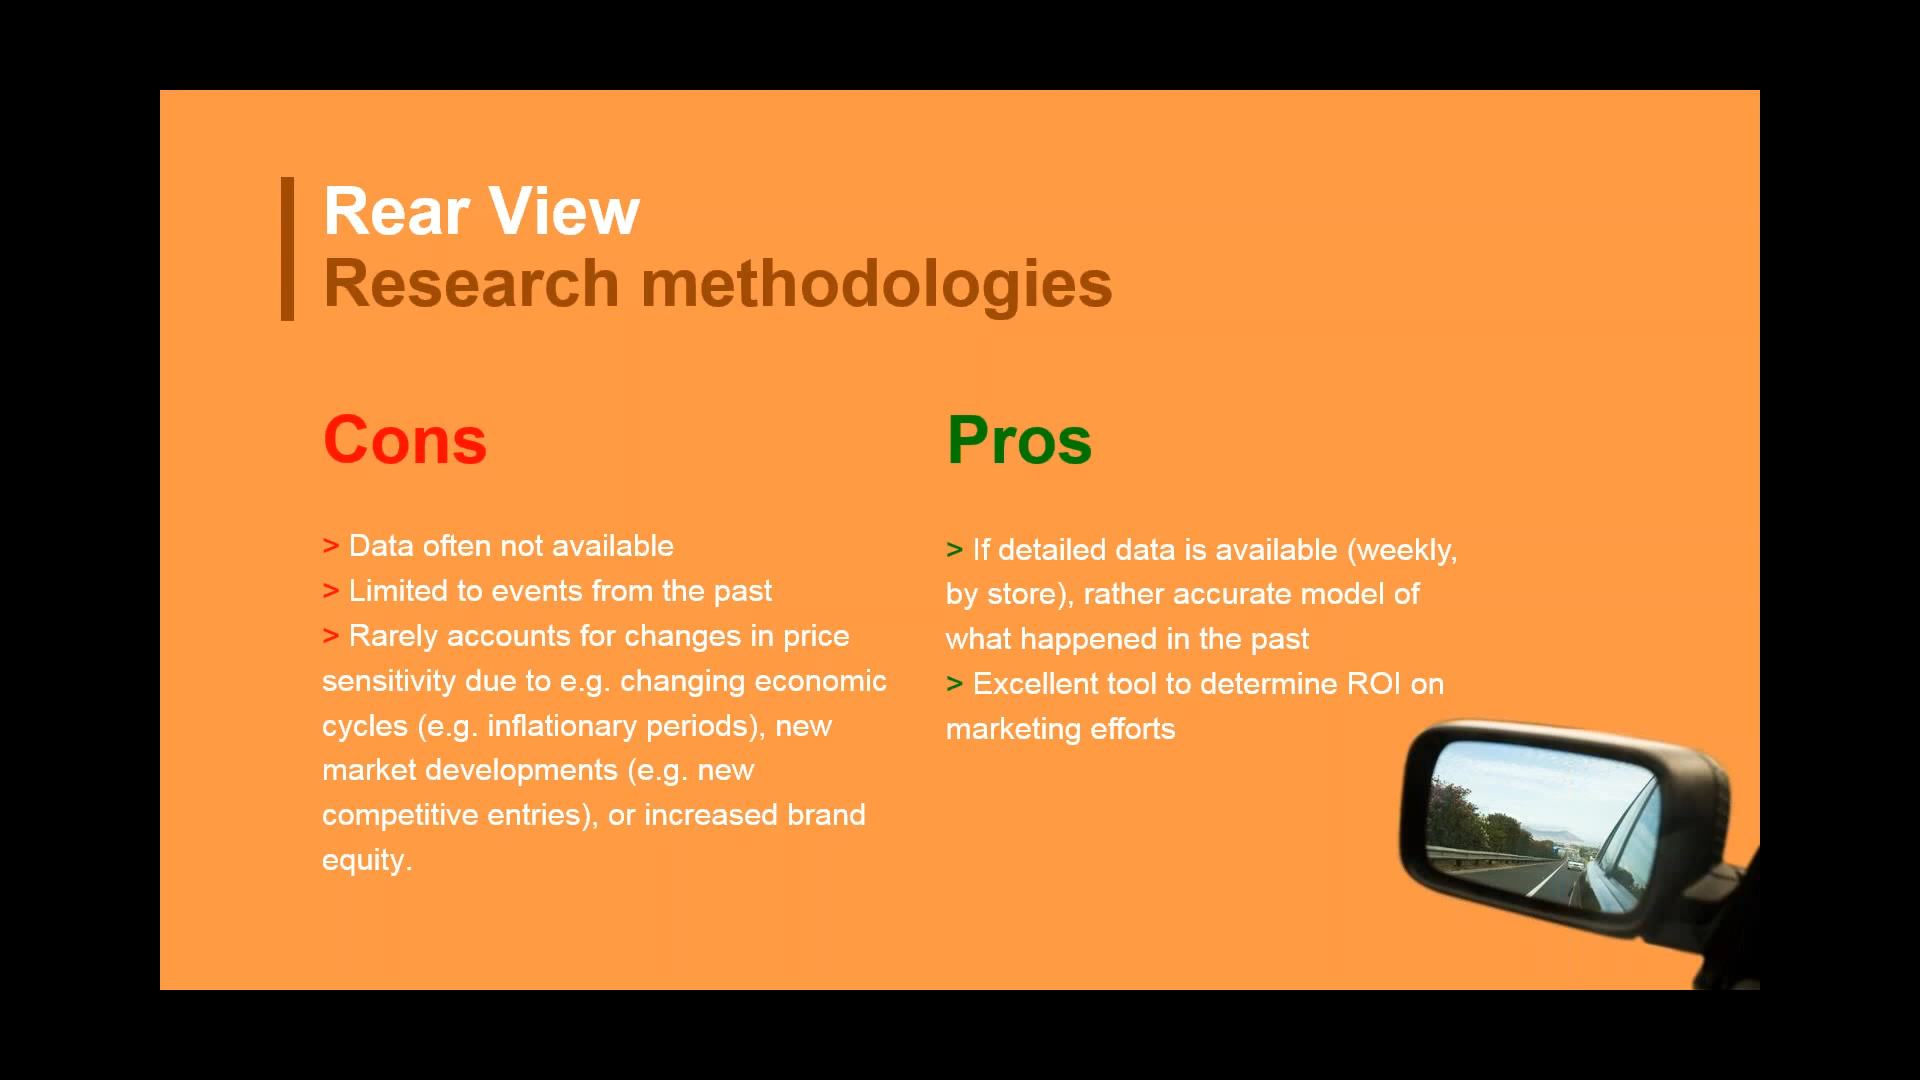 Rear View
Research methodologies
Cons
> Data often not available
> Limited to events from the past
> Rarely accounts for changes in price
sensitivity due to e.g. changing economic
cycles (e.g. inflationary periods), new
market developments (e.g. new
competitive entries), or increased brand
equity.
Pros
> If detailed data is available (weekly,
by store), rather accurate model of
what happened in the past
> Excellent tool to determine ROI on
marketing efforts